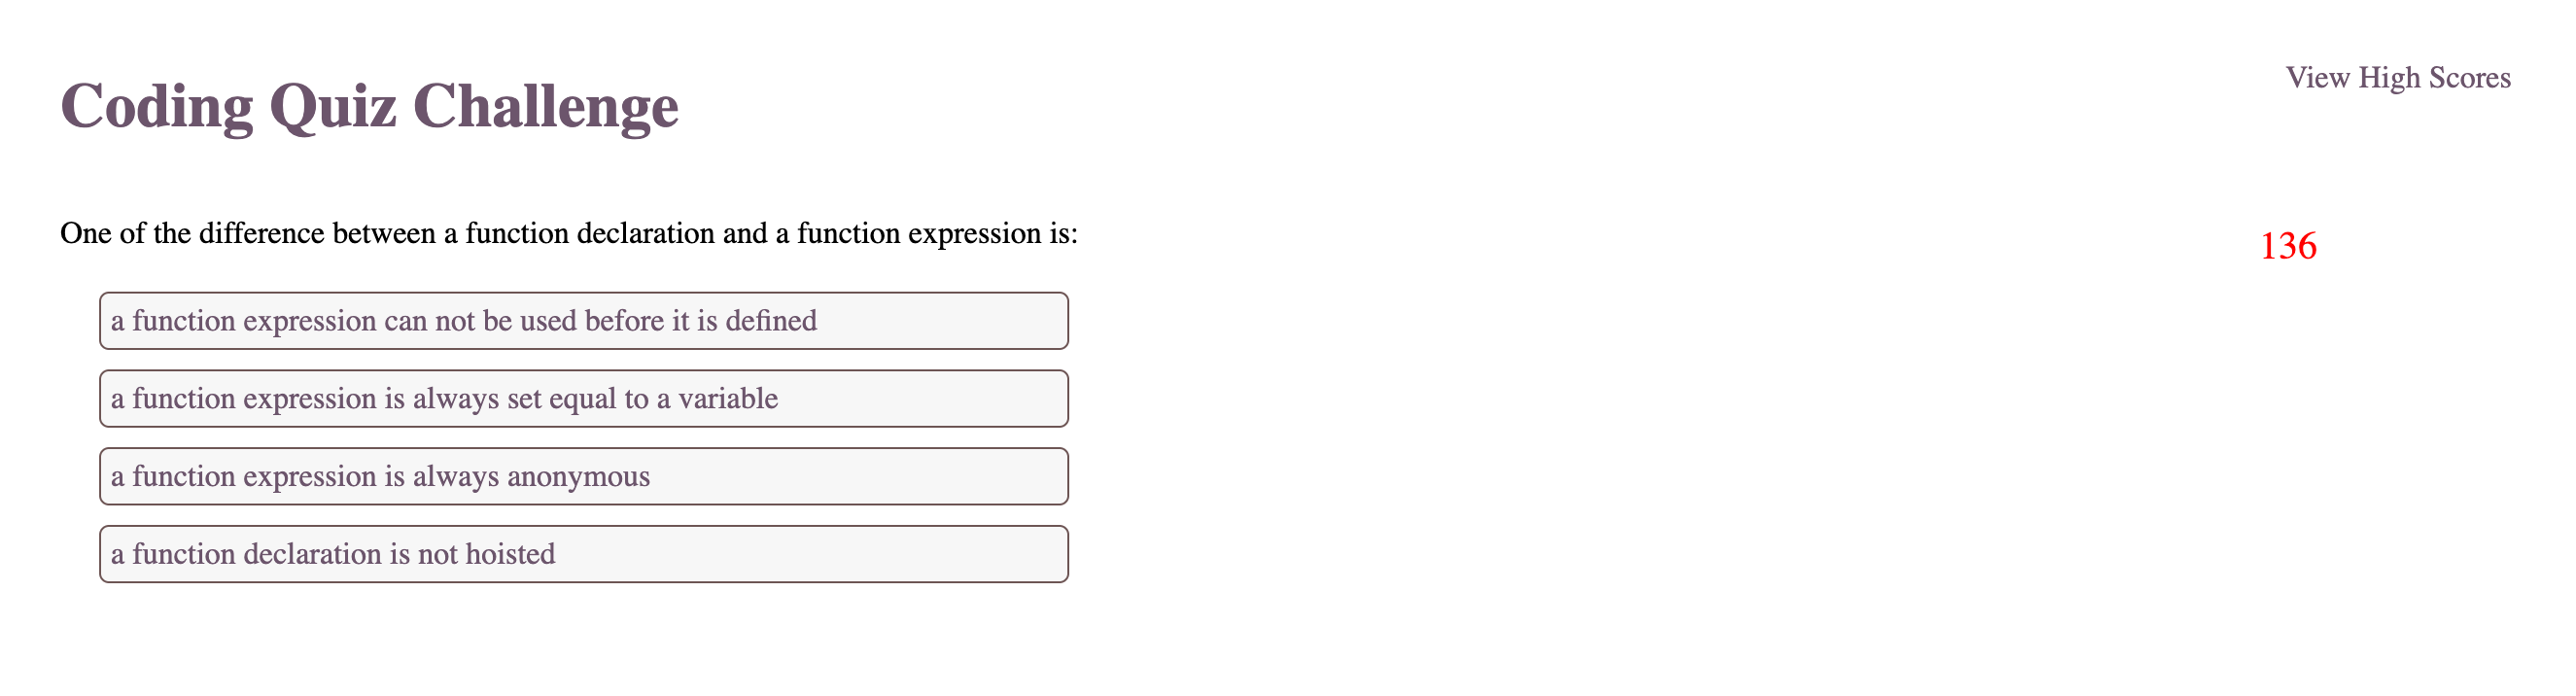 Coding Quiz Challenge
View High Scores
One of the difference between a function declaration and a function expression is:
136
a function expression can not be used before it is defined
a function expression is always set equal to a variable
a function expression is always anonymous
a function declaration is not hoisted